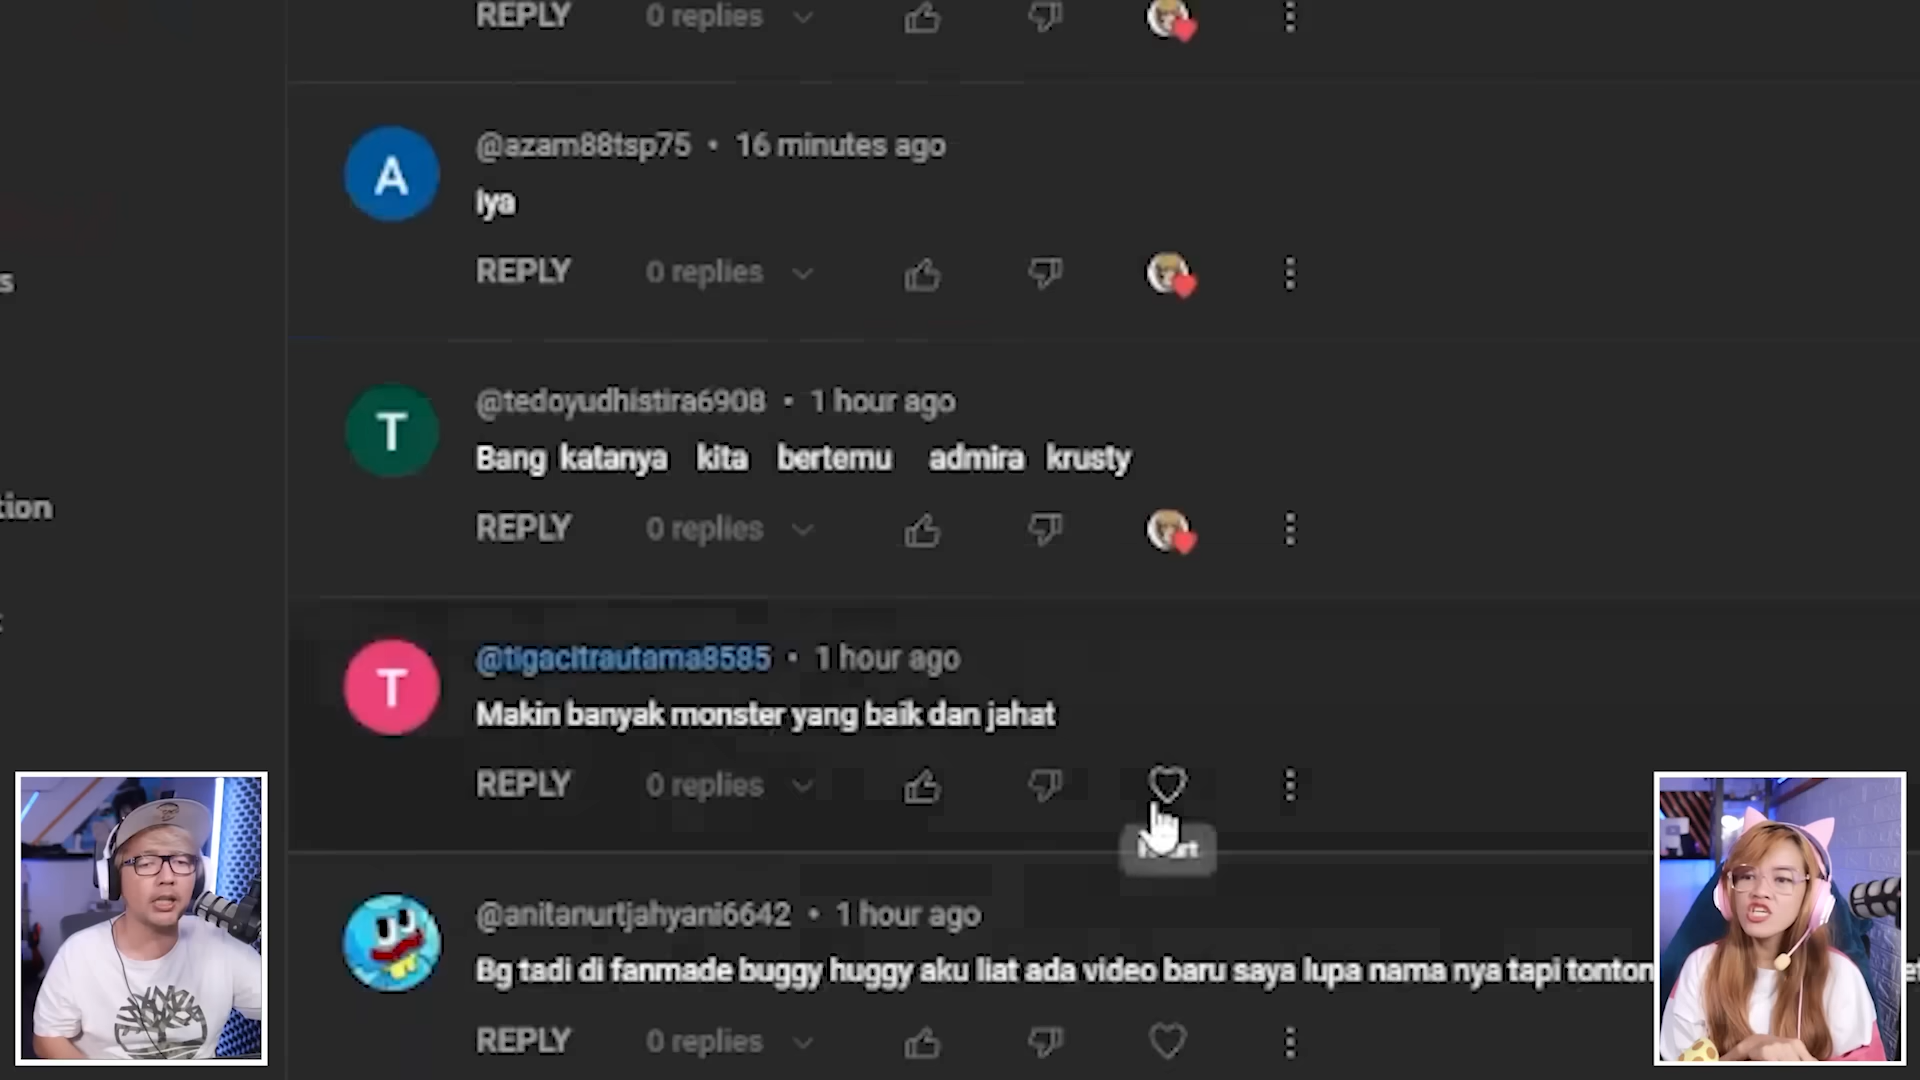 REPLY 0 replies
@azam88tsp75 • 16 minutes ago
A
Iya
REPLY 0 replies
s
@tedoyudhistira6908 • 1 hour ago
T
Bang katanya kita bertemu admira krusty
tion
REPLY 0 replies
@tigacitrautama8585 • 1 hour ago
T
Makin banyak monster yang baik dan jahat
REPLY 0 replies
@anitanurtjahyani6642 • 1 hour ago
Bg tadi di fanmade buggy huggy aku liat ada video baru saya lupa nama nya tapi tonton
REPLY 0 replies